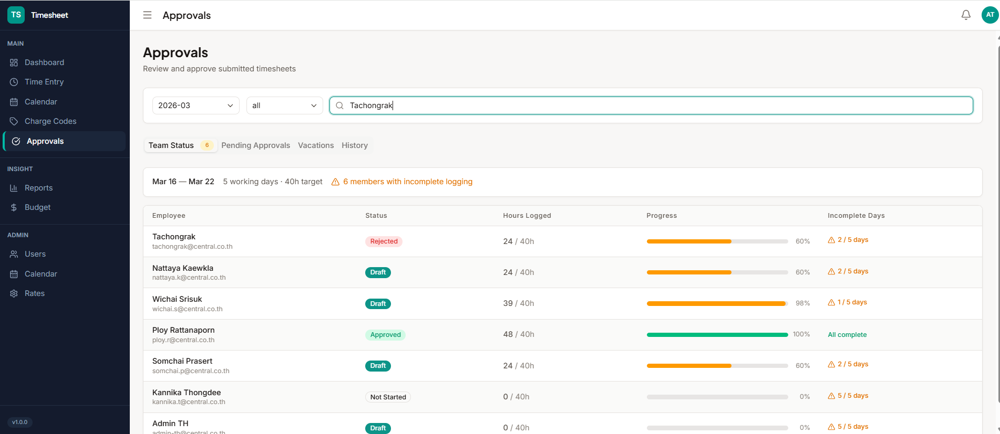 TS Timesheet
Approvals
AT
MAIN
Dashboard
Time Entry
Calendar
Charge Codes
Approvals
INSIGHT
Reports
Budget
ADMIN
Users
Calendar
Rates
v1.0.0
Approvals
Review and approve submitted timesheets
2026-03 all Tachongrak
Team Status 6 Pending Approvals Vacations History
Mar 16 — Mar 22 5 working days · 40h target 6 members with incomplete logging
Employee Status Hours Logged Progress Incomplete Days
Tachongrak
tachongrak@central.co.th
Rejected 24 / 40h 60% 2 / 5 days
Nattaya Kaewkla
nattaya.k@central.co.th
Draft 24 / 40h 60% 2 / 5 days
Wichai Srisuk
wichai.s@central.co.th
Draft 39 / 40h 98% 1 / 5 days
Ploy Rattanaporn
ploy.r@central.co.th
Approved 48 / 40h 100% All complete
Somchai Prasert
somchai.p@central.co.th
Draft 24 / 40h 60% 2 / 5 days
Kannika Thongdee
kannika.t@central.co.th
Not Started 0 / 40h 0% 5 / 5 days
Admin TH
admin-th@central.co.th
Draft 0 / 40h 0% 5 / 5 days